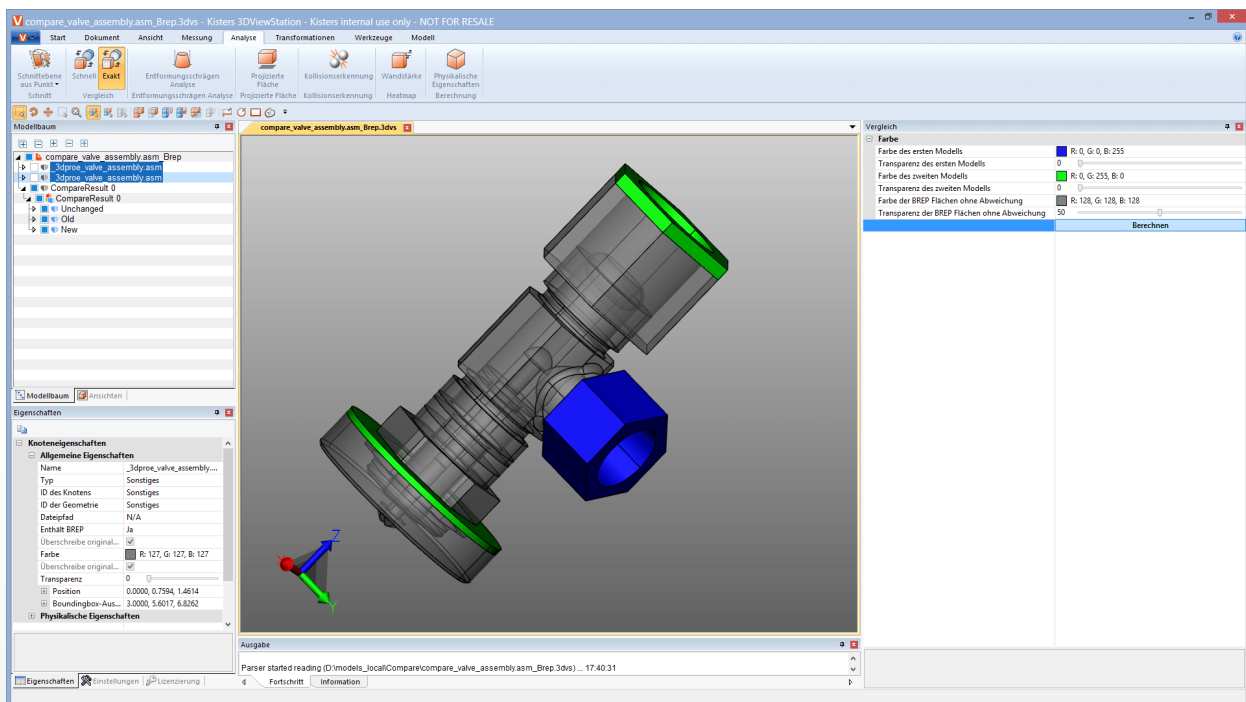 compare_valve_assembly.asm_Brep.3dvs - Kisters 3DViewStation - Kisters internal use only - NOT FOR RESALE
Start Dokument Ansicht Messung Analyse Transformationen Werkzeuge Modell
Schnittebene aus Punkt Schnell Exakt Entformungsschrägen Analyse Projizierte Fläche Kollisionserkennung Wandstärke Physikalische Eigenschaften
Schnitt Vergleich Entformungsschrägen Analyse Projizierte Fläche Kollisionserkennung Heatmap Berechnung
Modellbaum
compare_valve_assembly.asm_Brep
_3dproe_valve_assembly.asm
_3dproe_valve_assembly.asm
CompareResult 0
CompareResult 0
Unchanged
Old
New
Modellbaum Ansichten
Eigenschaften
Knoteneigenschaften
Allgemeine Eigenschaften
Name _3dproe_valve_assembly....
Typ Sonstiges
ID des Knotens Sonstiges
ID der Geometrie Sonstiges
Dateipfad N/A
Enthält BREP Ja
Überschreibe original...
Farbe R: 127, G: 127, B: 127
Überschreibe original...
Transparenz 0
Position 0.0000, 0.7594, 1.4614
Boundingbox-Aus... 3.0000, 5.6017, 6.8262
Physikalische Eigenschaften
Eigenschaften Einstellungen Lizenzierung
compare_valve_assembly.asm_Brep.3dvs
Z
Y
Ausgabe
Parser started reading (D:\models_local\Compare\compare_valve_assembly.asm_Brep.3dvs) ... 17:40:31
Fortschritt Information
Vergleich
Farbe
Farbe des ersten Modells R: 0, G: 0, B: 255
Transparenz des ersten Modells 0
Farbe des zweiten Modells R: 0, G: 255, B: 0
Transparenz des zweiten Modells 0
Farbe der BREP Flächen ohne Abweichung R: 128, G: 128, B: 128
Transparenz der BREP Flächen ohne Abweichung 50
Berechnen